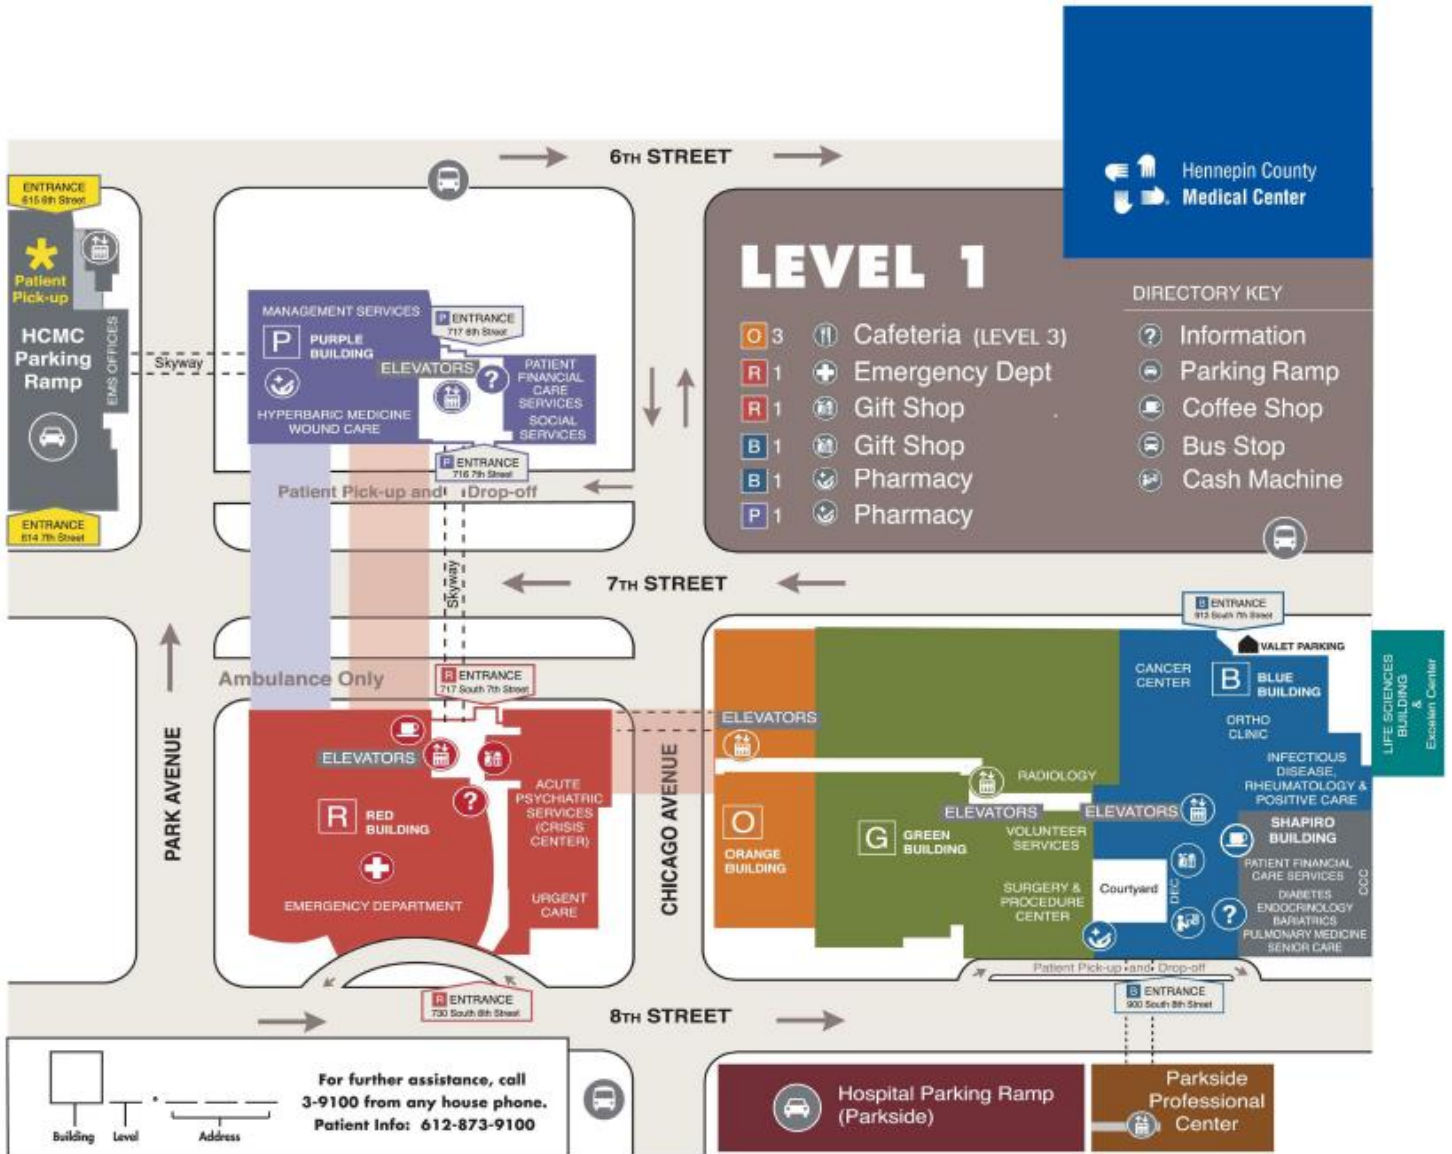 6TH STREET
Hennepin County
Medical Center
ENTRANCE
615 6th Street
Patient
Pick-up
HCMC
Parking
Ramp
EMS OFFICES
ENTRANCE
614 7th Street
Skyway
MANAGEMENT SERVICES
P
PURPLE
BUILDING
P ENTRANCE
717 6th Street
ELEVATORS
?
PATIENT
FINANCIAL
CARE
SERVICES
SOCIAL
SERVICES
HYPERBARIC MEDICINE
WOUND CARE
P ENTRANCE
716 7th Street
Patient Pick-up and Drop-off
Skyway
LEVEL 1
O 3 Cafeteria (LEVEL 3)
R 1 Emergency Dept
R 1 Gift Shop
B 1 Gift Shop
B 1 Pharmacy
P 1 Pharmacy
DIRECTORY KEY
? Information
Parking Ramp
Coffee Shop
Bus Stop
Cash Machine
7TH STREET
PARK AVENUE
Ambulance Only
R ENTRANCE
717 South 7th Street
ELEVATORS
?
R
RED
BUILDING
EMERGENCY DEPARTMENT
ACUTE
PSYCHIATRIC
SERVICES
(CRISIS
CENTER)
URGENT
CARE
R ENTRANCE
730 South 8th Street
CHICAGO AVENUE
ELEVATORS
O
ORANGE
BUILDING
G
GREEN
BUILDING
RADIOLOGY
ELEVATORS
VOLUNTEER
SERVICES
SURGERY &
PROCEDURE
CENTER
Courtyard
DEC
B ENTRANCE
913 South 7th Street
VALET PARKING
CANCER
CENTER
B
BLUE
BUILDING
ORTHO
CLINIC
INFECTIOUS
DISEASE,
RHEUMATOLOGY &
POSITIVE CARE
ELEVATORS
?
SHAPIRO
BUILDING
PATIENT FINANCIAL
CARE SERVICES
DIABETES
ENDOCRINOLOGY
BARIATRICS
PULMONARY MEDICINE
SENIOR CARE
CCC
LIFE SCIENCES
BUILDING
&
Excelen Center
Patient Pick-up and Drop-off
B ENTRANCE
900 South 8th Street
8TH STREET
Building Level Address
For further assistance, call
3-9100 from any house phone.
Patient Info: 612-873-9100
Hospital Parking Ramp
(Parkside)
Parkside
Professional
Center